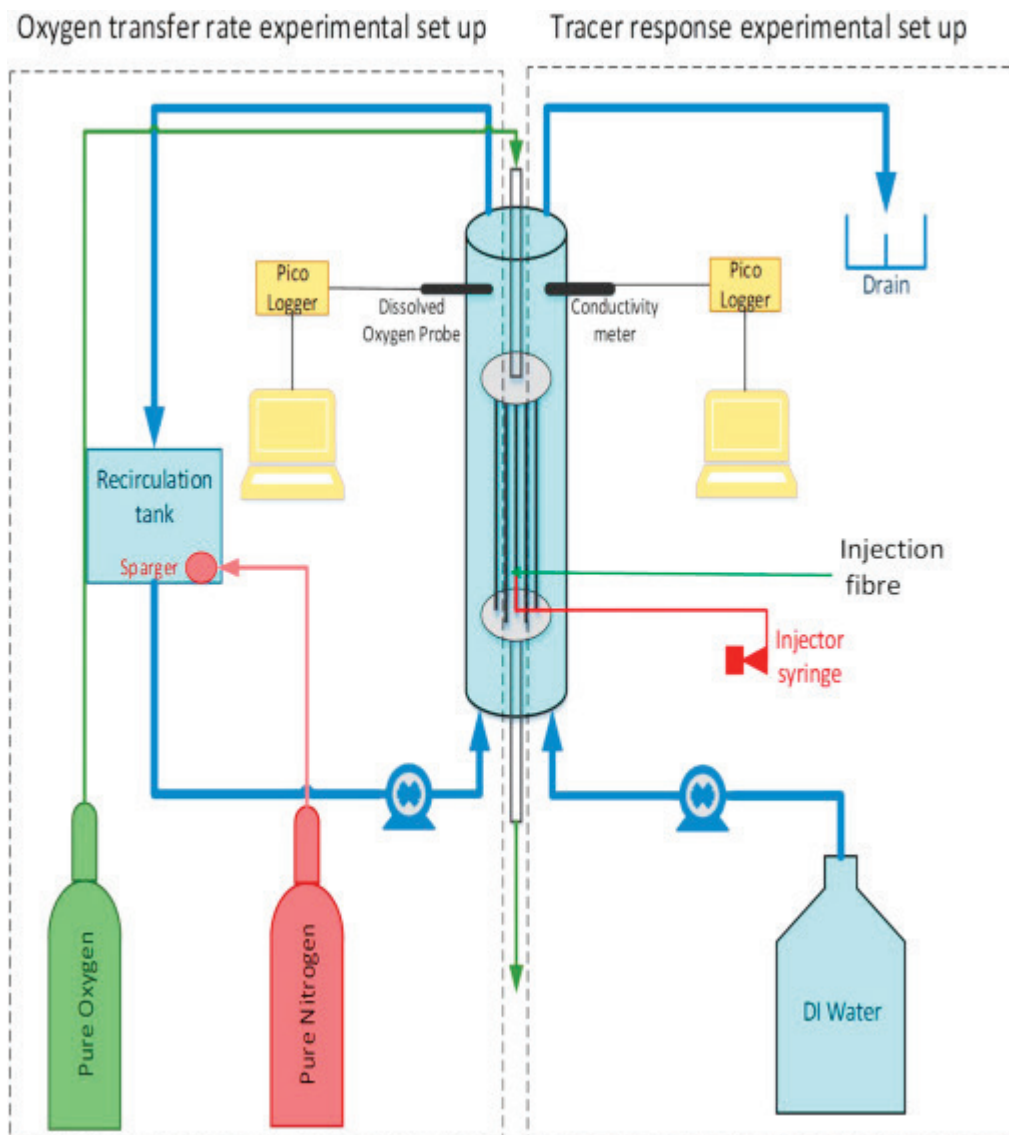 Oxygen transfer rate experimental set up
Tracer response experimental set up
Pico
Logger
Dissolved
Oxygen Probe
Conductivity
meter
Pico
Logger
Drain
Recirculation
tank
Sparger
Injection
fibre
Injector
syringe
Pure Oxygen
Pure Nitrogen
DI Water